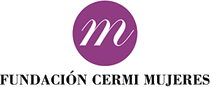 m
FUNDACIÓN CERMI MUJERES